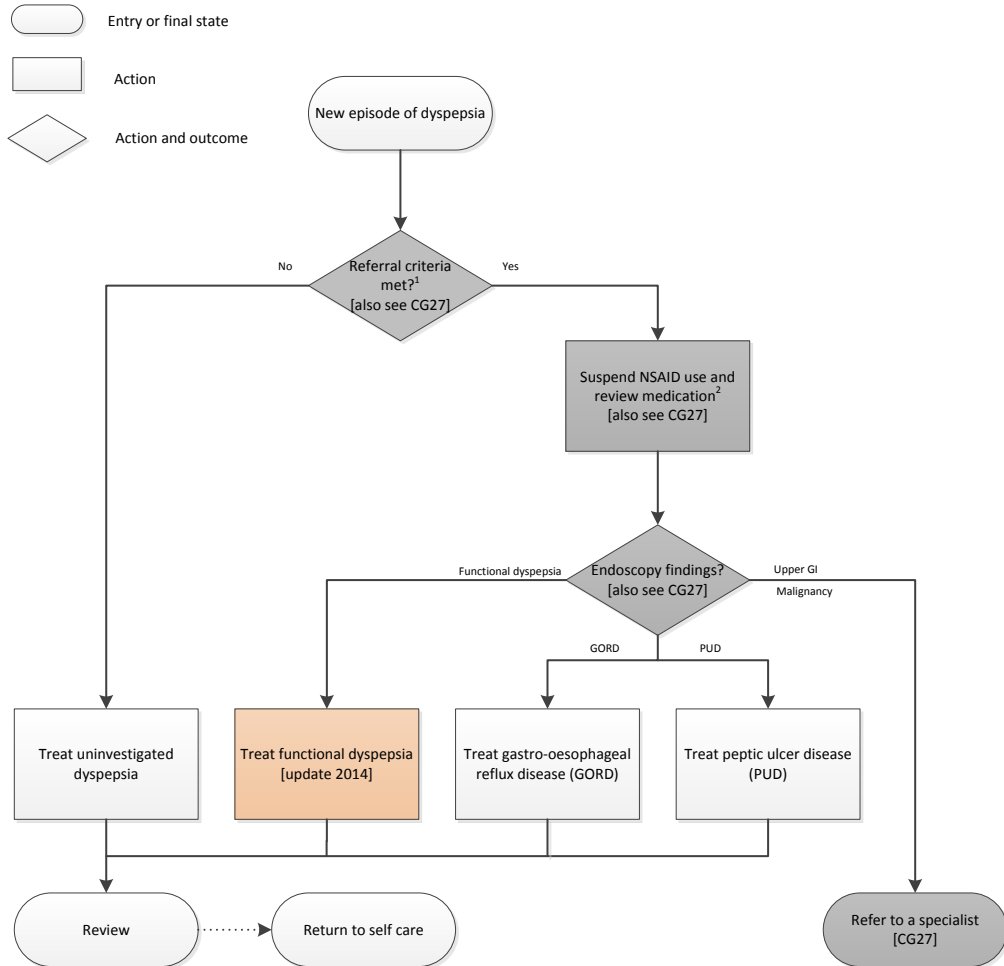 Entry or final state
Action
Action and outcome
New episode of dyspepsia
No
Referral criteria
met?¹
[also see CG27]
Yes
Suspend NSAID use and
review medication²
[also see CG27]
Functional dyspepsia
Endoscopy findings?
[also see CG27]
Upper GI
Malignancy
GORD
PUD
Treat uninvestigated
dyspepsia
Treat functional dyspepsia
[update 2014]
Treat gastro-oesophageal
reflux disease (GORD)
Treat peptic ulcer disease
(PUD)
Review
Return to self care
Refer to a specialist
[CG27]